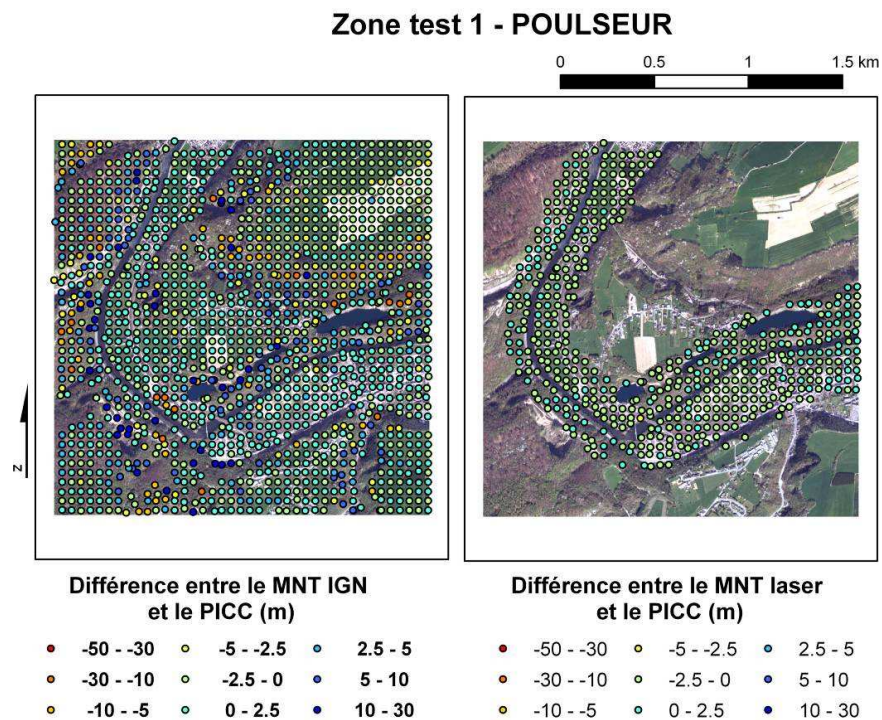 Zone test 1 - POULSEUR
0 0.5 1 1.5 km
z
Différence entre le MNT IGN
et le PICC (m)
-50 - -30 -5 - -2.5 2.5 - 5
-30 - -10 -2.5 - 0 5 - 10
-10 - -5 0 - 2.5 10 - 30
Différence entre le MNT laser
et le PICC (m)
-50 - -30 -5 - -2.5 2.5 - 5
-30 - -10 -2.5 - 0 5 - 10
-10 - -5 0 - 2.5 10 - 30